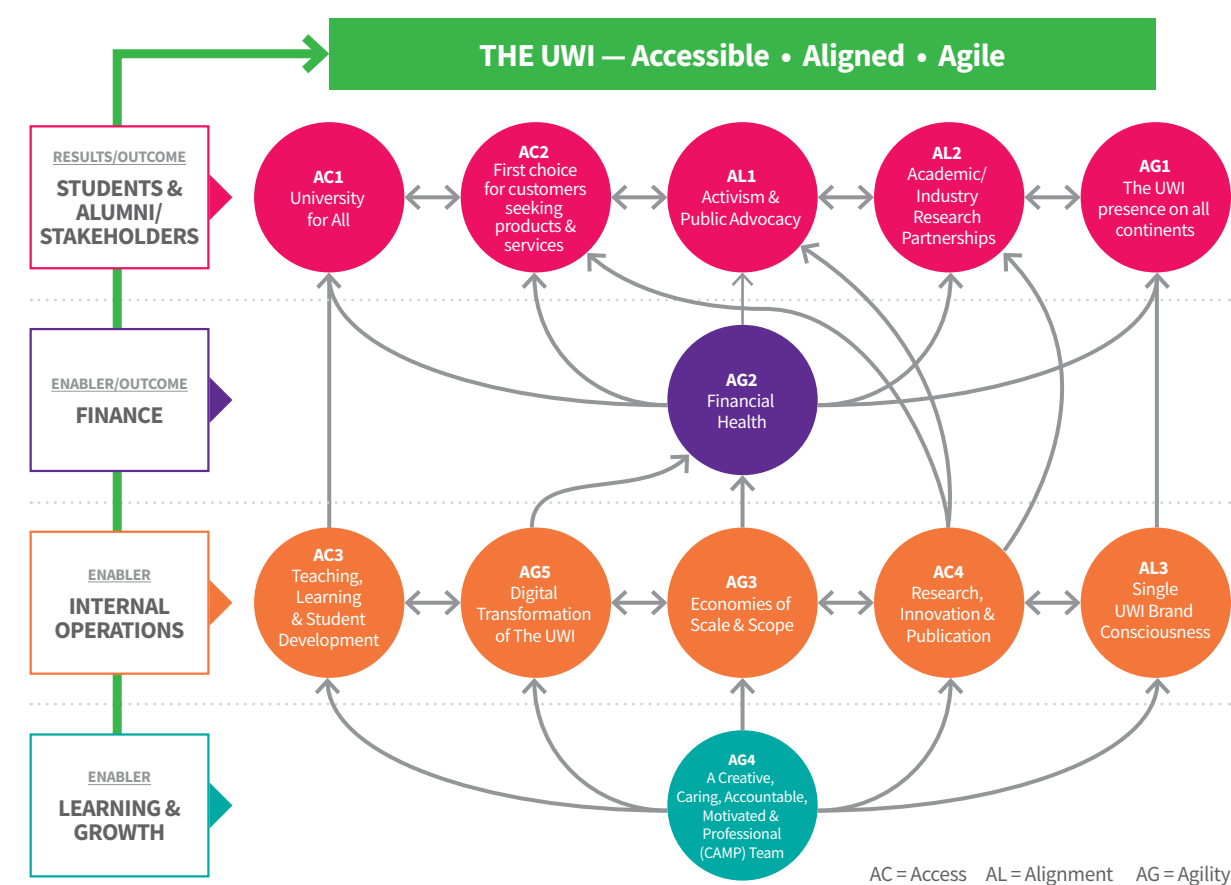 THE UWI — Accessible • Aligned • Agile
RESULTS/OUTCOME
STUDENTS &
ALUMNI/
STAKEHOLDERS
AC1
University
for All
AC2
First choice
for customers
seeking
products &
services
AL1
Activism &
Public Advocacy
AL2
Academic/
Industry
Research
Partnerships
AG1
The UWI
presence on all
continents
ENABLER/OUTCOME
FINANCE
AG2
Financial
Health
ENABLER
INTERNAL
OPERATIONS
AC3
Teaching,
Learning
& Student
Development
AG5
Digital
Transformation
of The UWI
AG3
Economies of
Scale & Scope
AC4
Research,
Innovation &
Publication
AL3
Single
UWI Brand
Consciousness
ENABLER
LEARNING &
GROWTH
AG4
A Creative,
Caring, Accountable,
Motivated &
Professional
(CAMP) Team
AC = Access AL = Alignment AG = Agility